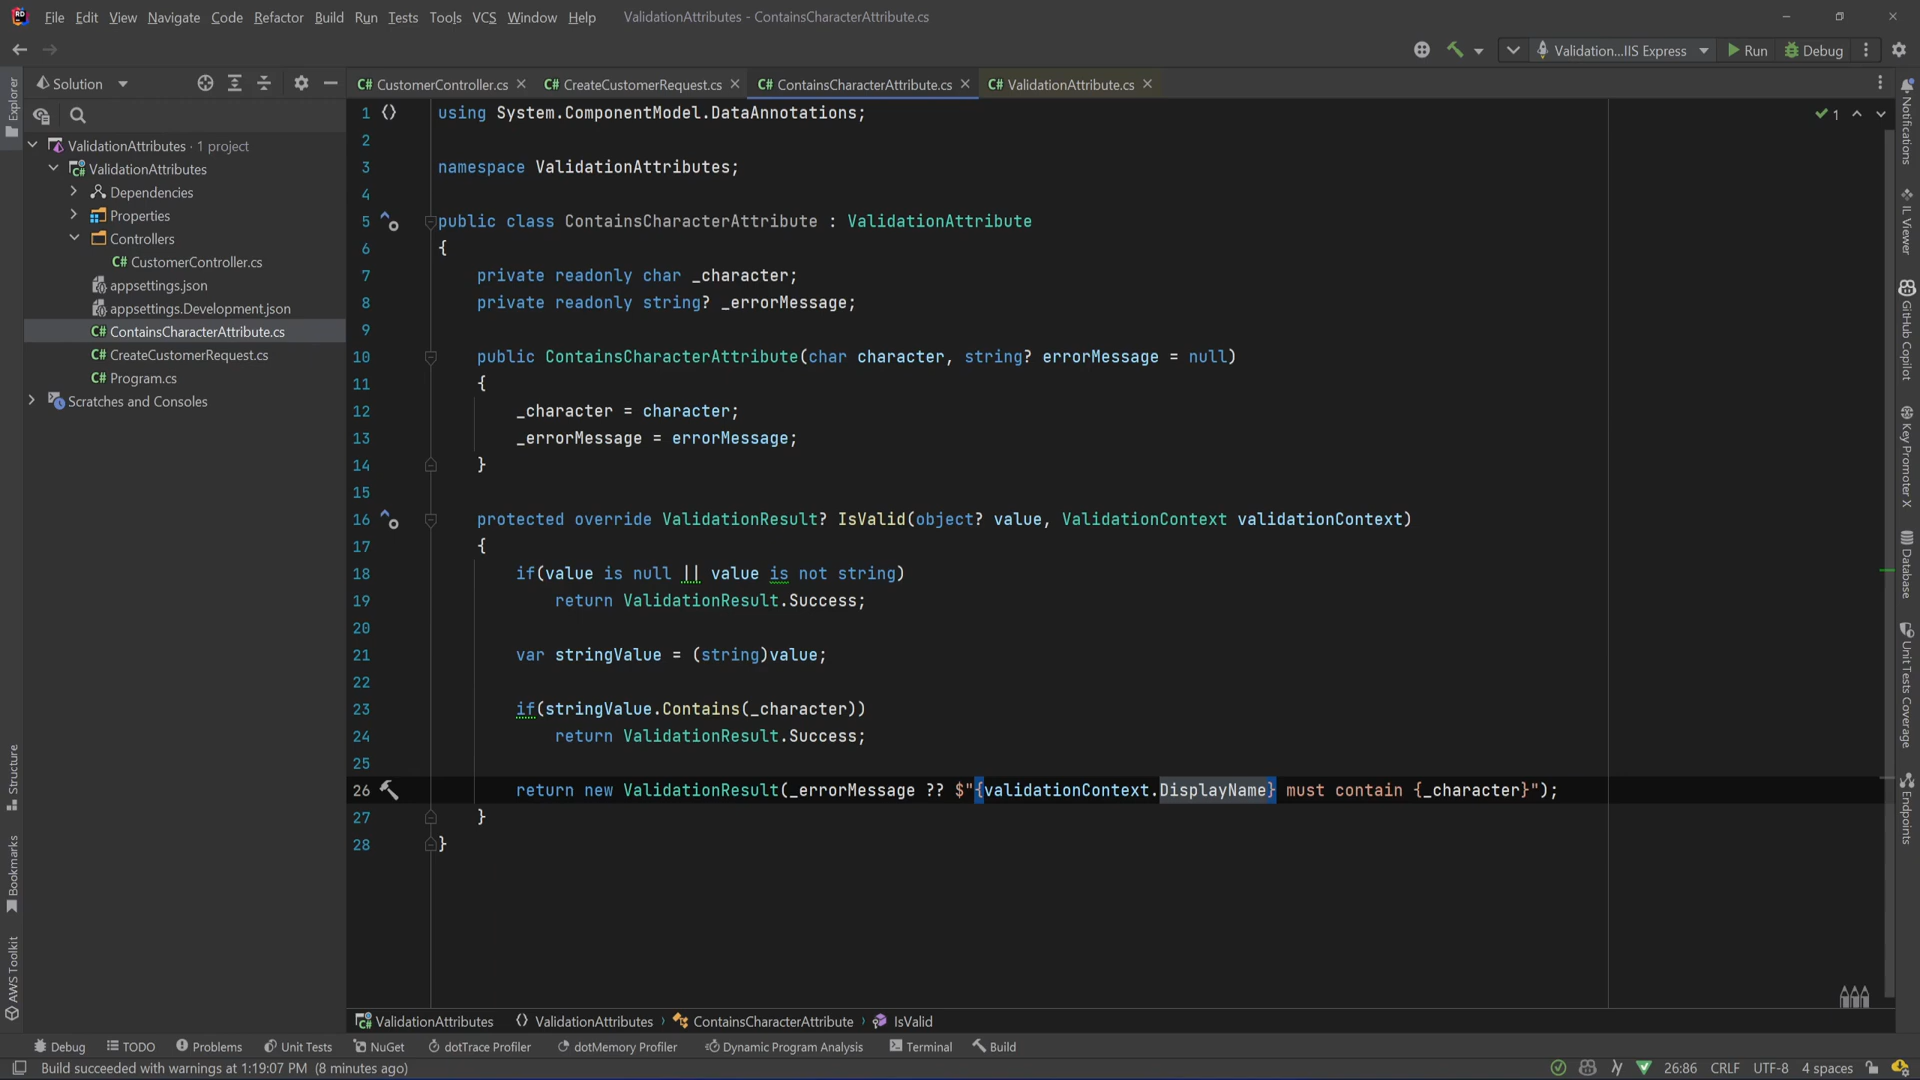 File Edit View Navigate Code Refactor Build Run Tests Tools VCS Window Help ValidationAttributes - ContainsCharacterAttribute.cs
Validation...IIS Express Run Debug
Solution
CustomerController.cs CreateCustomerRequest.cs ContainsCharacterAttribute.cs ValidationAttribute.cs
Explorer
ValidationAttributes · 1 project
ValidationAttributes
Dependencies
Properties
Controllers
C# CustomerController.cs
appsettings.json
appsettings.Development.json
C# ContainsCharacterAttribute.cs
C# CreateCustomerRequest.cs
C# Program.cs
Scratches and Consoles
Structure
Bookmarks
AWS Toolkit
1 using System.ComponentModel.DataAnnotations;
2
3 namespace ValidationAttributes;
4
5 public class ContainsCharacterAttribute : ValidationAttribute
6 {
7 private readonly char _character;
8 private readonly string? _errorMessage;
9
10 public ContainsCharacterAttribute(char character, string? errorMessage = null)
11 {
12 _character = character;
13 _errorMessage = errorMessage;
14 }
15
16 protected override ValidationResult? IsValid(object? value, ValidationContext validationContext)
17 {
18 if(value is null || value is not string)
19 return ValidationResult.Success;
20
21 var stringValue = (string)value;
22
23 if(stringValue.Contains(_character))
24 return ValidationResult.Success;
25
26 return new ValidationResult(_errorMessage ?? $"{validationContext.DisplayName} must contain {_character}");
27 }
28 }
1
Notifications
IL Viewer
GitHub Copilot
Key Promoter X
Database
Unit Tests Coverage
Endpoints
ValidationAttributes ValidationAttributes ContainsCharacterAttribute IsValid
Debug TODO Problems Unit Tests NuGet dotTrace Profiler dotMemory Profiler Dynamic Program Analysis Terminal Build
Build succeeded with warnings at 1:19:07 PM (8 minutes ago) 26:86 CRLF UTF-8 4 spaces